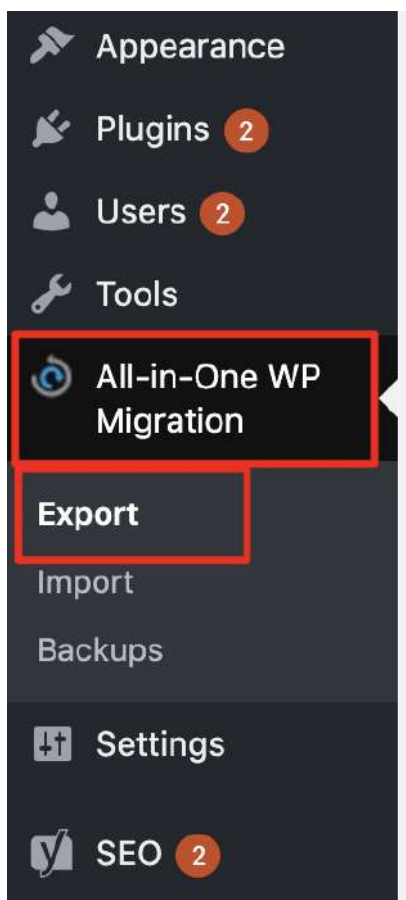 Appearance
Plugins 2
Users 2
Tools
All-in-One WP
Migration
Export
Import
Backups
Settings
SEO 2